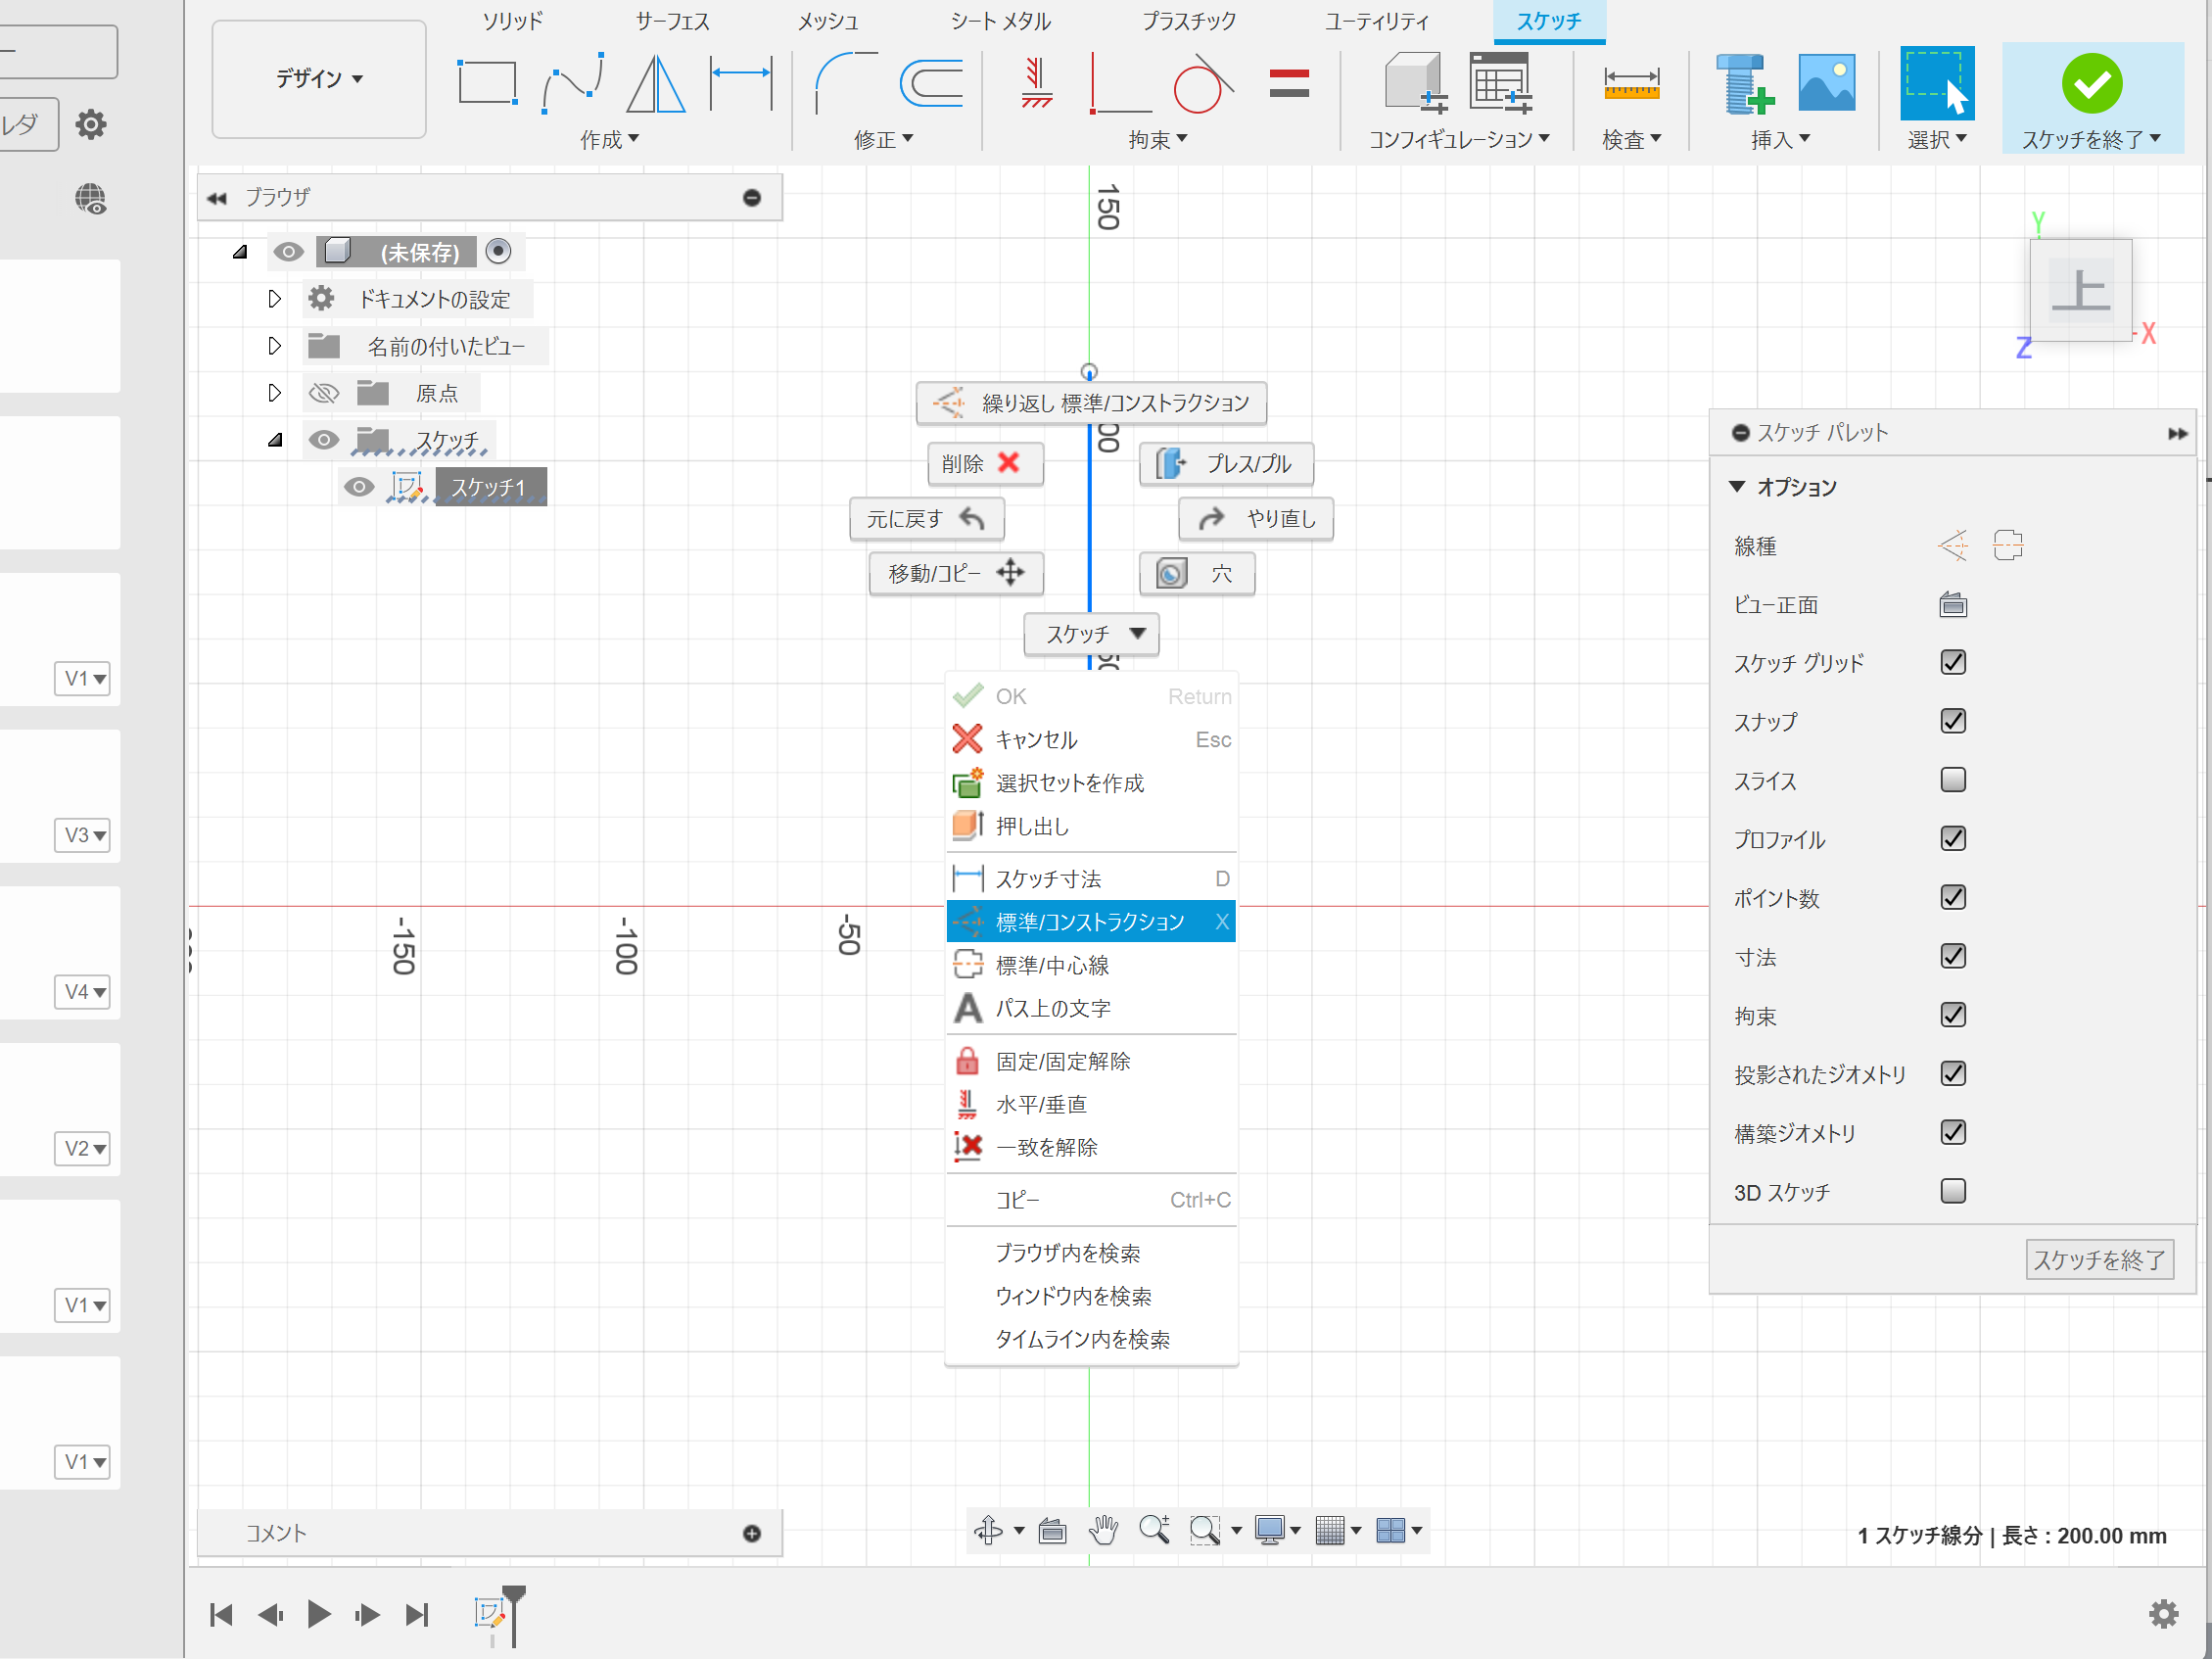 ソリッド
サーフェス
メッシュ
シート メタル
プラスチック
ユーティリティ
スケッチ
デザイン
作成
修正
拘束
コンフィギュレーション
検査
挿入
選択
スケッチを終了
ルダ
ブラウザ
(未保存)
ドキュメントの設定
名前の付いたビュー
原点
スケッチ
スケッチ1
150
Y
上
X
Z
繰り返し 標準/コンストラクション
00
削除
プレス/プル
元に戻す
やり直し
移動/コピー
穴
スケッチ
OK Return
キャンセル Esc
選択セットを作成
押し出し
スケッチ寸法 D
標準/コンストラクション X
標準/中心線
パス上の文字
固定/固定解除
水平/垂直
一致を解除
コピー Ctrl+C
ブラウザ内を検索
ウィンドウ内を検索
タイムライン内を検索
-150
-100
-50
スケッチ パレット
オプション
線種
ビュー正面
スケッチ グリッド
スナップ
スライス
プロファイル
ポイント数
寸法
拘束
投影されたジオメトリ
構築ジオメトリ
3D スケッチ
スケッチを終了
V1
V3
V4
V2
V1
V1
コメント
1 スケッチ線分 | 長さ : 200.00 mm